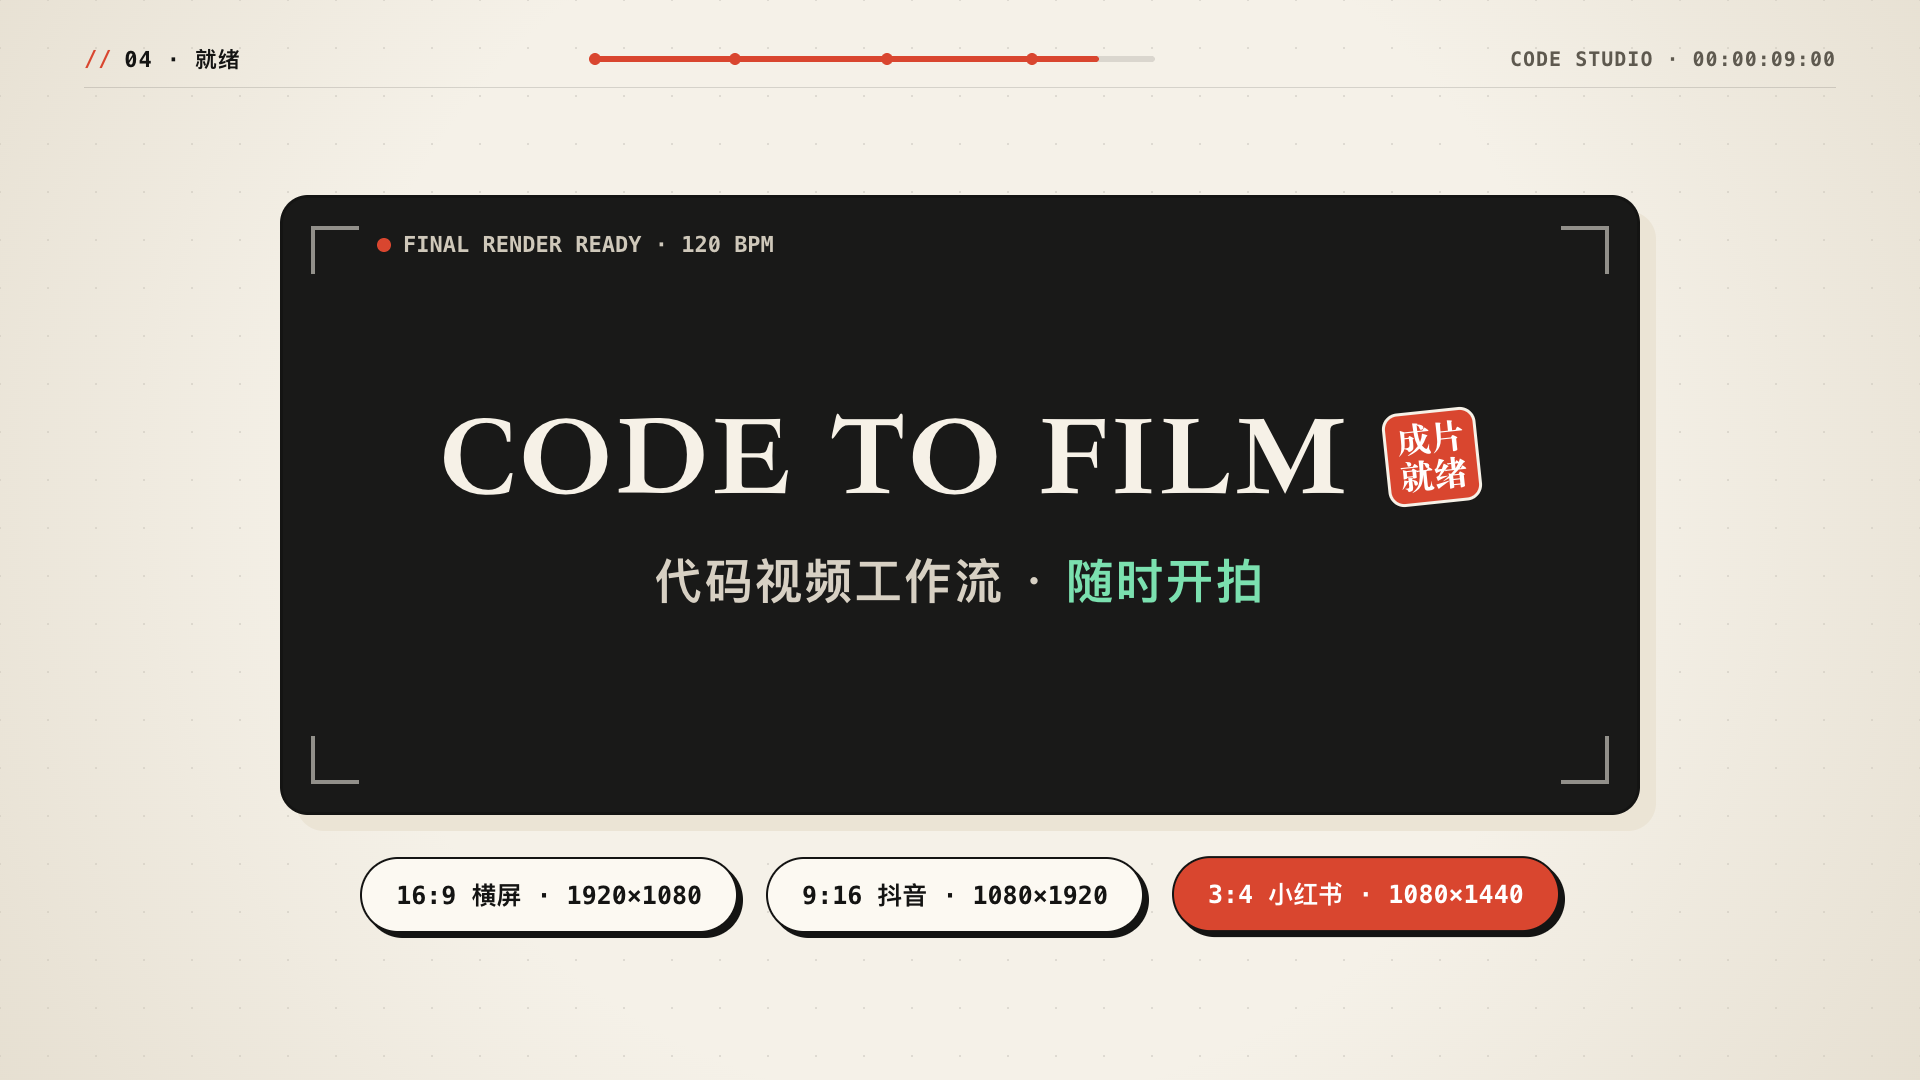 // 04 · 就绪
CODE STUDIO · 00:00:09:00
FINAL RENDER READY · 120 BPM
CODE TO FILM
成片
就绪
代码视频工作流 · 随时开拍
16:9 横屏 · 1920×1080
9:16 抖音 · 1080×1920
3:4 小红书 · 1080×1440